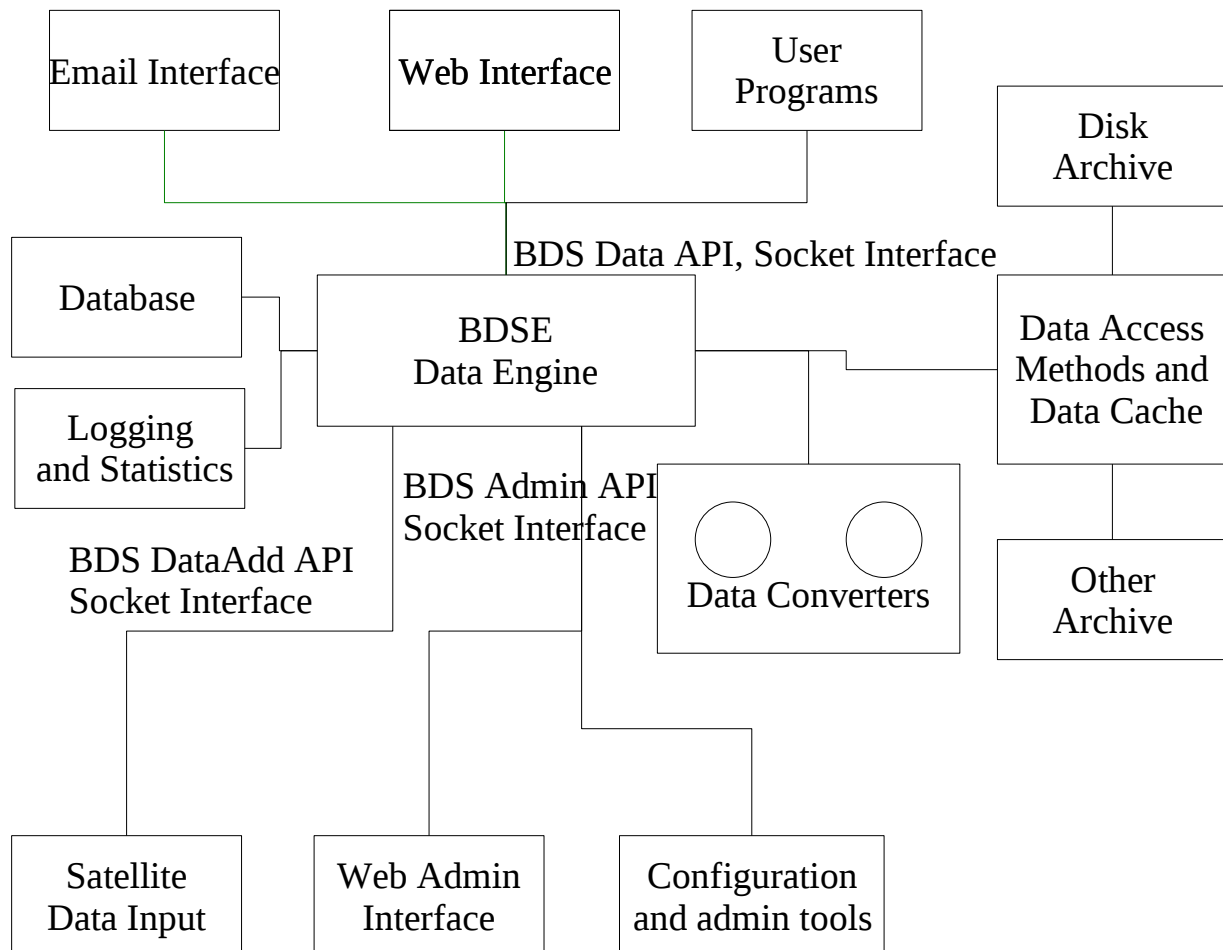 Email Interface
Web Interface
User
Programs
Disk
Archive
BDS Data API, Socket Interface
Database
BDSE
Data Engine
Data Access
Methods and
Data Cache
Logging
and Statistics
BDS Admin API
Socket Interface
BDS DataAdd API
Socket Interface
Data Converters
Other
Archive
Satellite
Data Input
Web Admin
Interface
Configuration
and admin tools